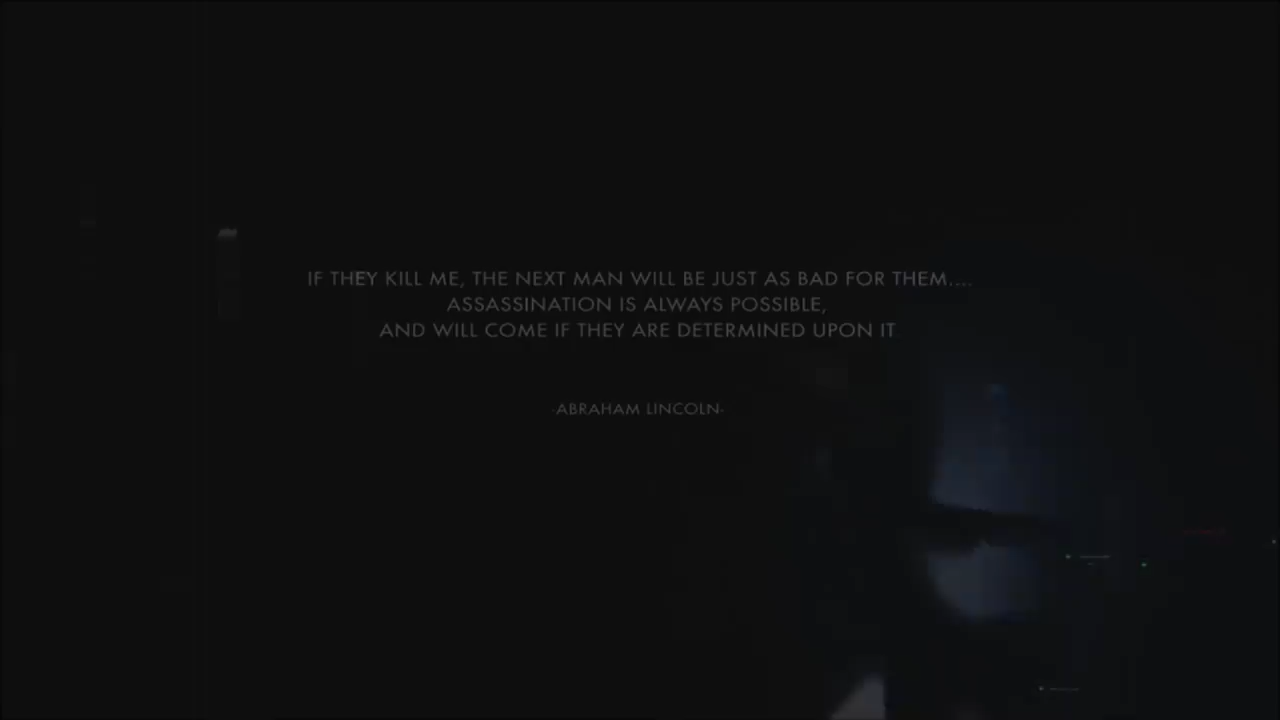 IF THEY KILL ME, THE NEXT MAN WILL BE JUST AS BAD FOR THEM....
ASSASSINATION IS ALWAYS POSSIBLE,
AND WILL COME IF THEY ARE DETERMINED UPON IT.
-ABRAHAM LINCOLN-